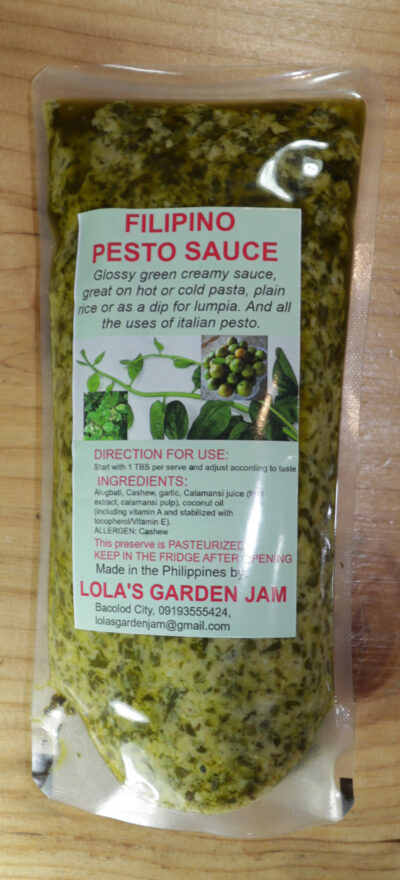 FILIPINO
PESTO SAUCE
Glossy green creamy sauce,
great on hot or cold pasta, plain
rice or as a dip for lumpia. And all
the uses of italian pesto.
DIRECTION FOR USE:
Start with 1 TBS per serve and adjust according to taste
INGREDIENTS:
Alugbati, Cashew, garlic, Calamansi juice (fruit
extract, calamansi pulp), coconut oil
(including vitamin A and stabilized with
tocopherol/Vitamin E).
ALLERGEN: Cashew
This preserve is PASTEURIZED
KEEP IN THE FRIDGE AFTER OPENING
Made in the Philippines by
LOLA'S GARDEN JAM
Bacolod City, 09193555424,
lolasgardenjam@gmail.com